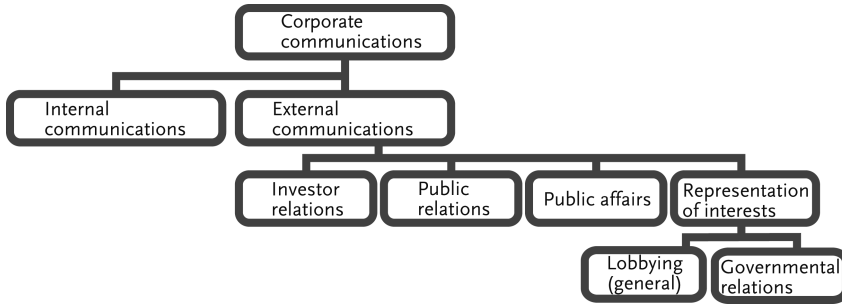 Corporate
communications
Internal
communications
External
communications
Investor
relations
Public
relations
Public affairs
Representation
of interests
Lobbying
(general)
Governmental
relations